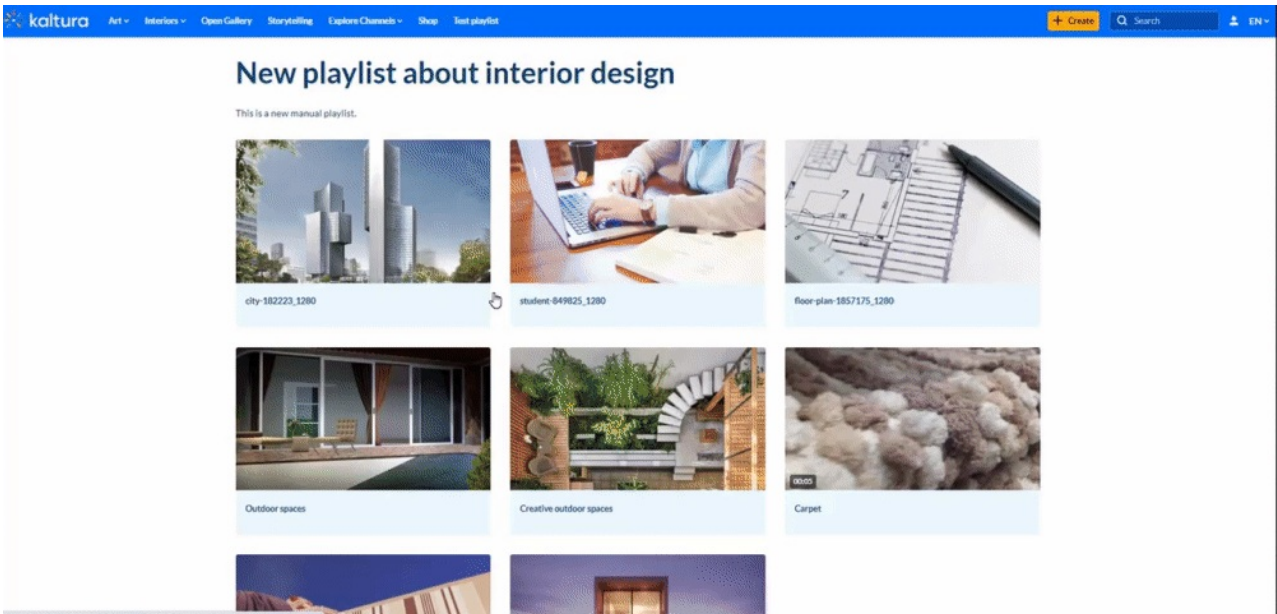 kaltura Art Interiors Open Gallery Storytelling Explore Channels Shop Test playlist + Create Search EN
New playlist about interior design
This is a new manual playlist.
city-182223_1280 student-849825_1280 floor-plan-1857175_1280
00:05
Outdoor spaces Creative outdoor spaces Carpet